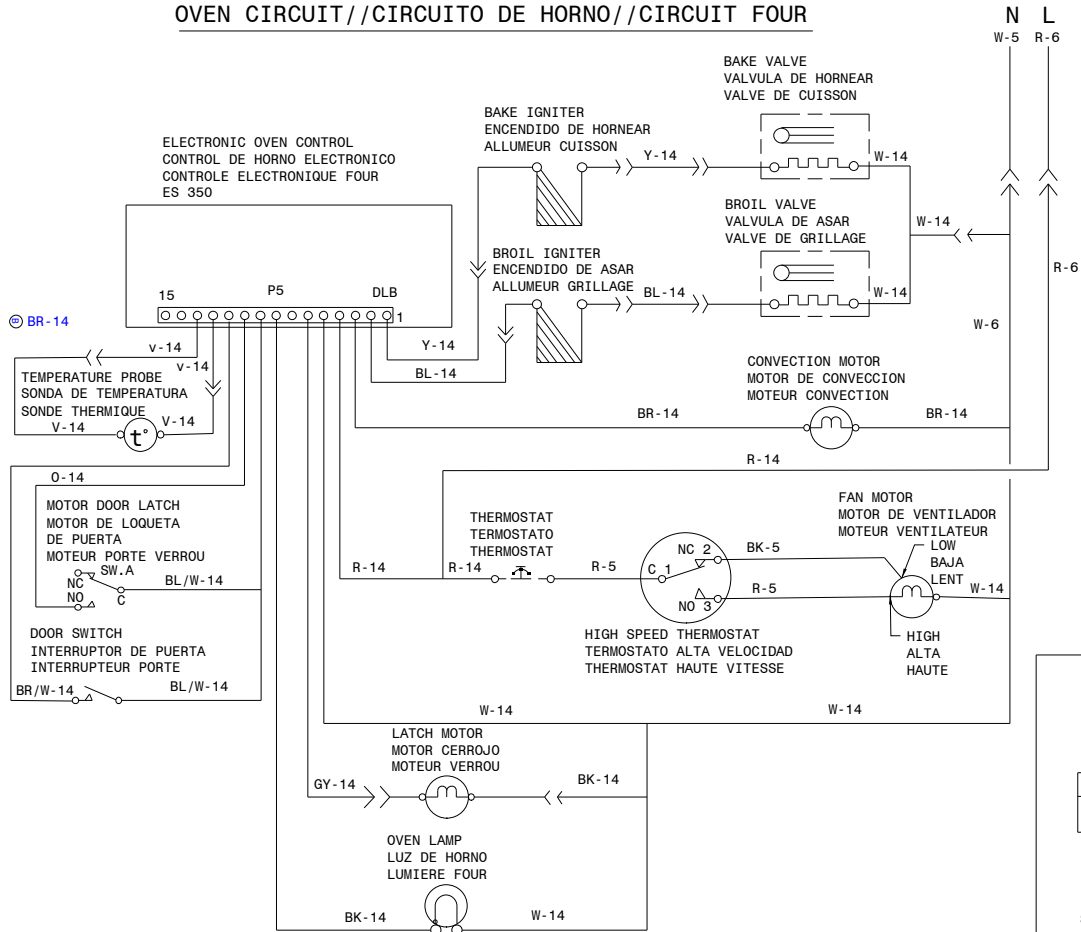 OVEN CIRCUIT//CIRCUITO DE HORNO//CIRCUIT FOUR
N L
W-5 R-6
BAKE VALVE
VALVULA DE HORNEAR
VALVE DE CUISSON
BAKE IGNITER
ENCENDIDO DE HORNEAR
ALLUMEUR CUISSON
Y-14
W-14
ELECTRONIC OVEN CONTROL
CONTROL DE HORNO ELECTRONICO
CONTROLE ELECTRONIQUE FOUR
ES 350
BROIL VALVE
VALVULA DE ASAR
VALVE DE GRILLAGE
W-14
R-6
BROIL IGNITER
ENCENDIDO DE ASAR
ALLUMEUR GRILLAGE
BL-14
W-14
15 P5 DLB
1
BR-14
W-6
Y-14
BL-14
v-14
v-14
TEMPERATURE PROBE
SONDA DE TEMPERATURA
SONDE THERMIQUE
V-14 t° V-14
CONVECTION MOTOR
MOTOR DE CONVECCION
MOTEUR CONVECTION
BR-14 BR-14
R-14
O-14
MOTOR DOOR LATCH
MOTOR DE LOQUETA
DE PUERTA
MOTEUR PORTE VERROU
SW.A
NC
NO
C
BL/W-14
THERMOSTAT
TERMOSTATO
THERMOSTAT
R-14 R-14 R-5
C 1
NC 2
NO 3
BK-5
R-5
FAN MOTOR
MOTOR DE VENTILADOR
MOTEUR VENTILATEUR
LOW
BAJA
LENT
W-14
HIGH
ALTA
HAUTE
HIGH SPEED THERMOSTAT
TERMOSTATO ALTA VELOCIDAD
THERMOSTAT HAUTE VITESSE
DOOR SWITCH
INTERRUPTOR DE PUERTA
INTERRUPTEUR PORTE
BR/W-14 BL/W-14
W-14 W-14
LATCH MOTOR
MOTOR CERROJO
MOTEUR VERROU
GY-14 BK-14
OVEN LAMP
LUZ DE HORNO
LUMIERE FOUR
BK-14 W-14